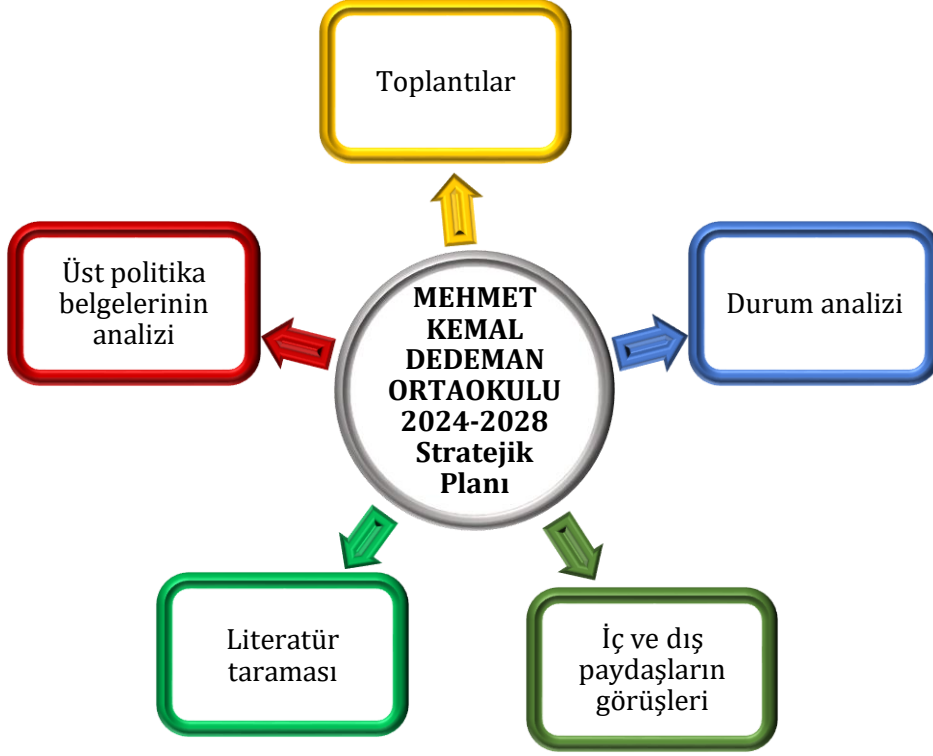 Toplantılar
Üst politika
belgelerinin
analizi
MEHMET
KEMAL
DEDEMAN
ORTAOKULU
2024-2028
Stratejik
Planı
Durum analizi
Literatür
taraması
İç ve dış
paydaşların
görüşleri